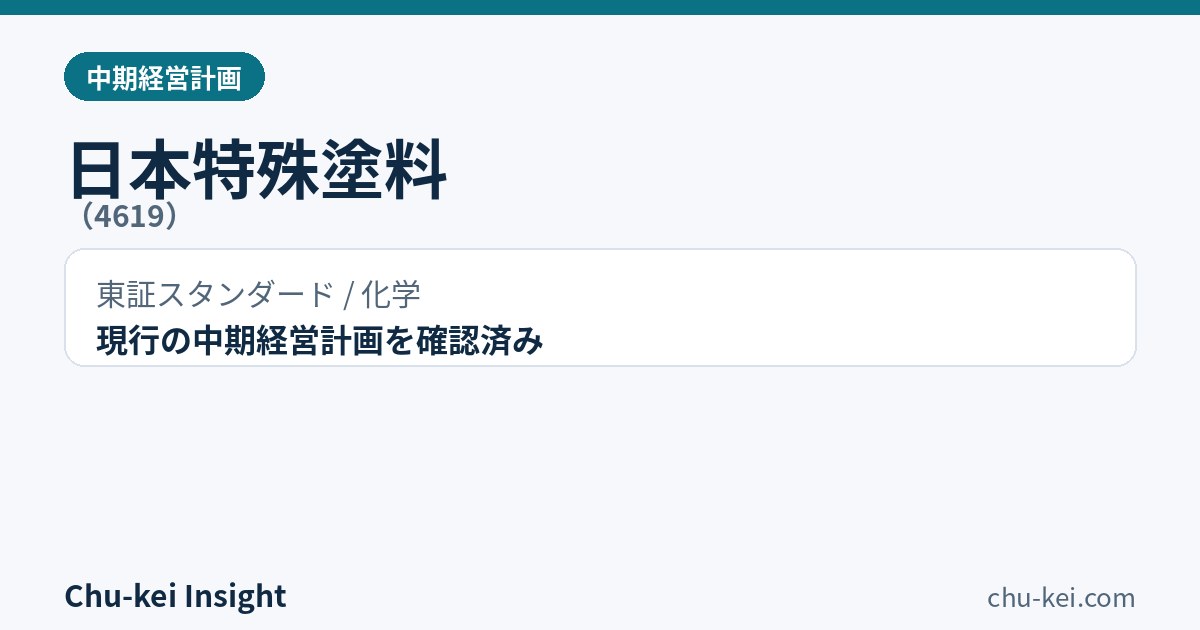 中期経営計画
日本特殊塗料
（4619）
東証スタンダード / 化学
現行の中期経営計画を確認済み
Chu-kei Insight
chu-kei.com